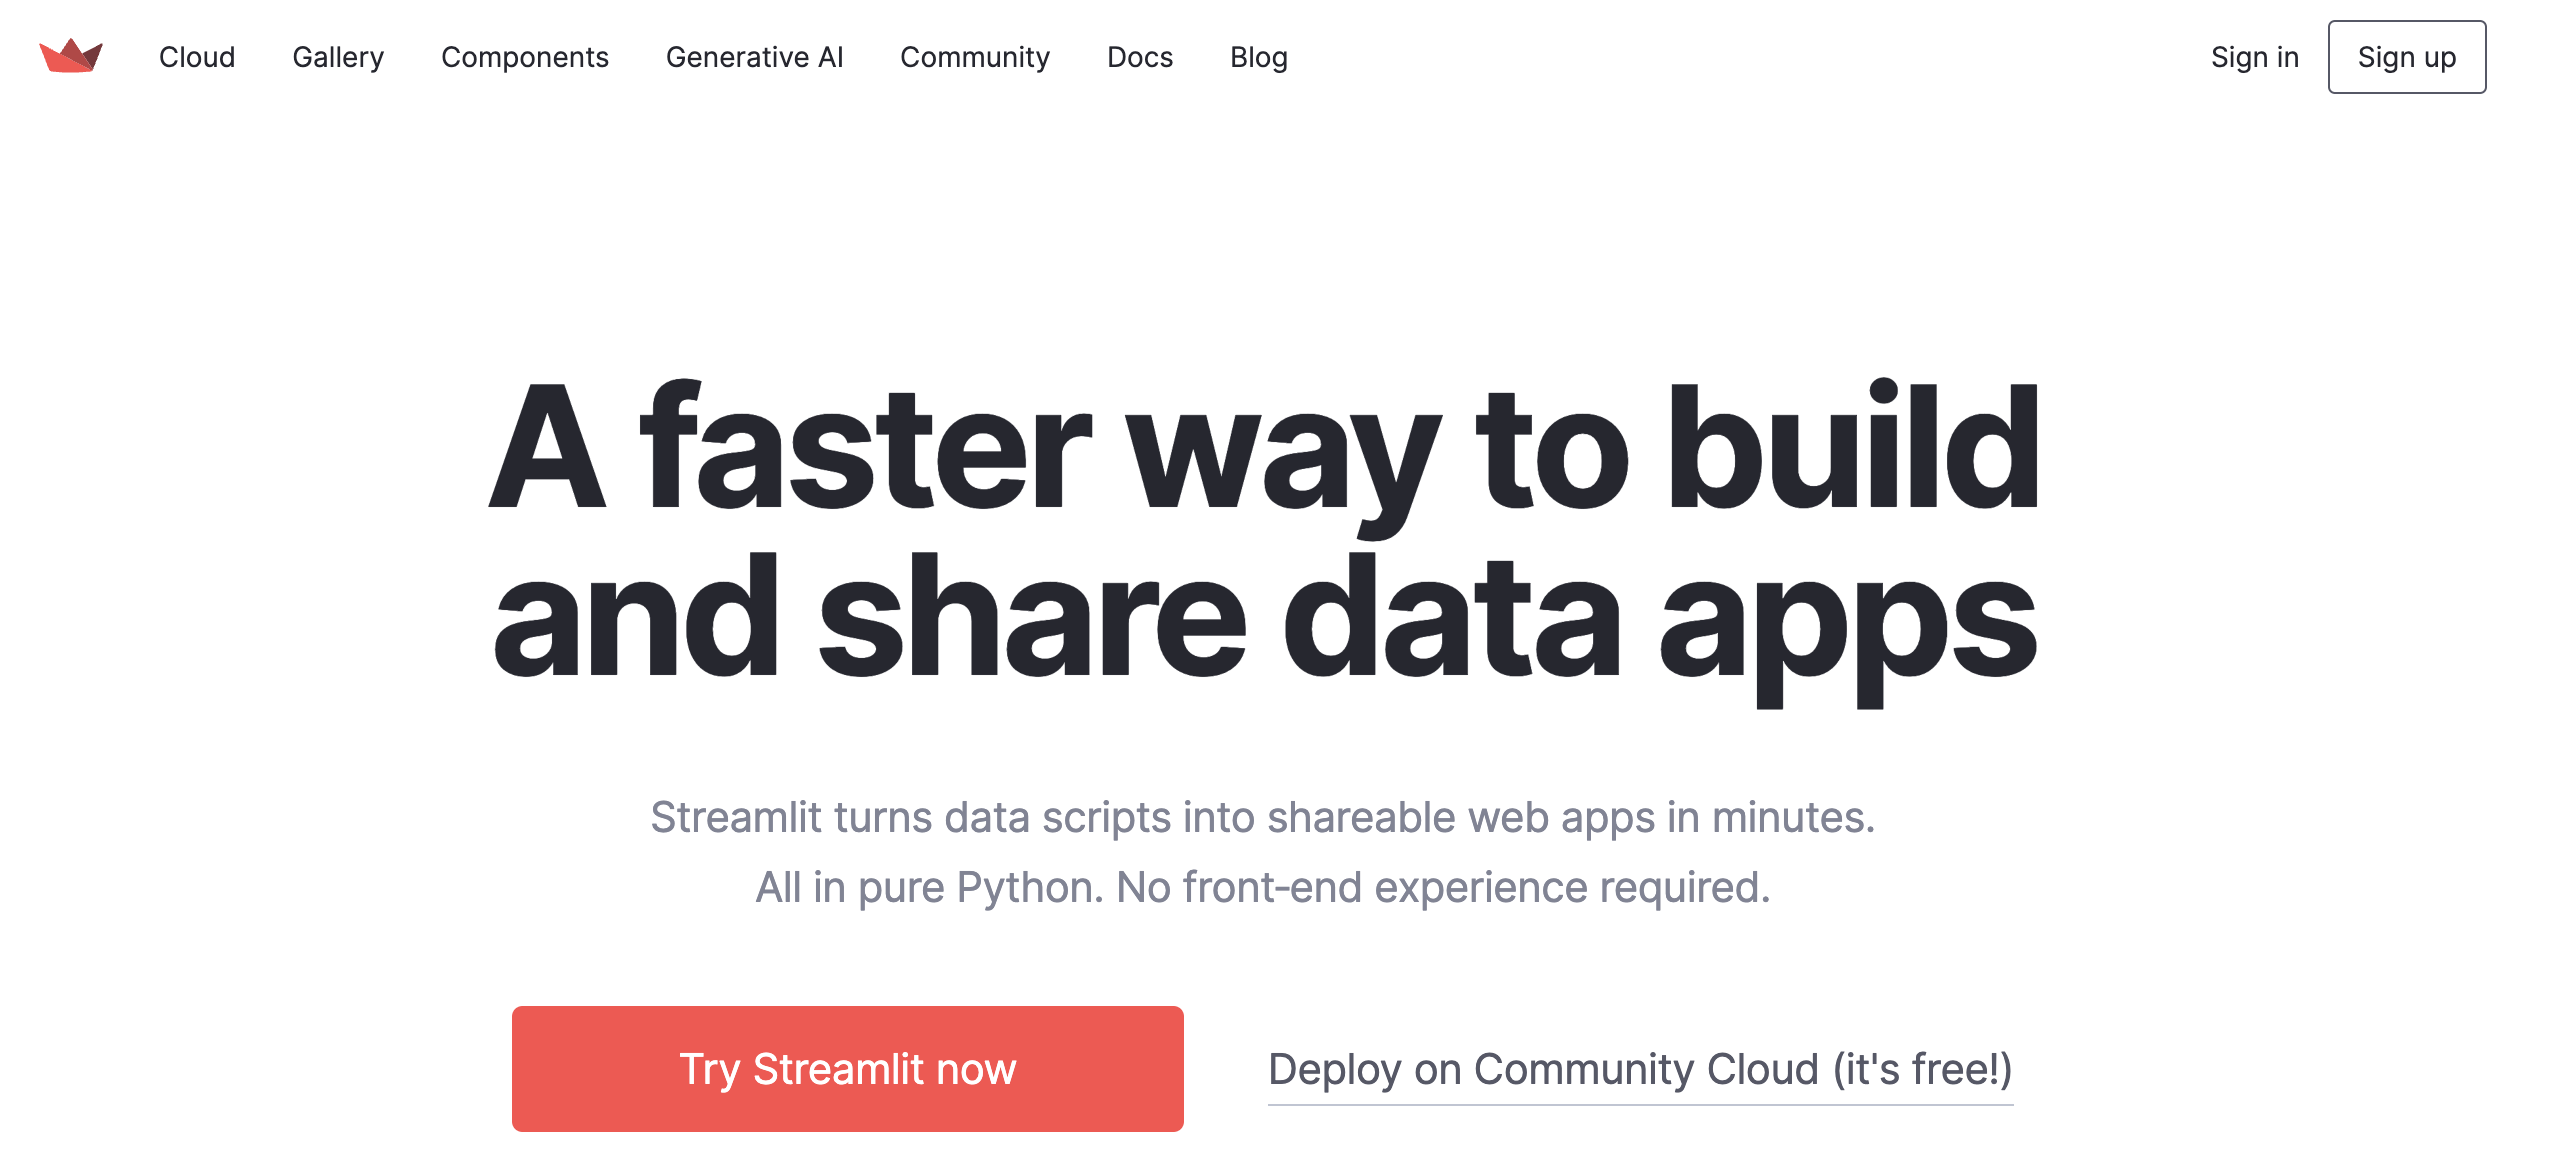 Cloud Gallery Components Generative AI Community Docs Blog Sign in Sign up
A faster way to build
and share data apps
Streamlit turns data scripts into shareable web apps in minutes.
All in pure Python. No front-end experience required.
Try Streamlit now Deploy on Community Cloud (it's free!)